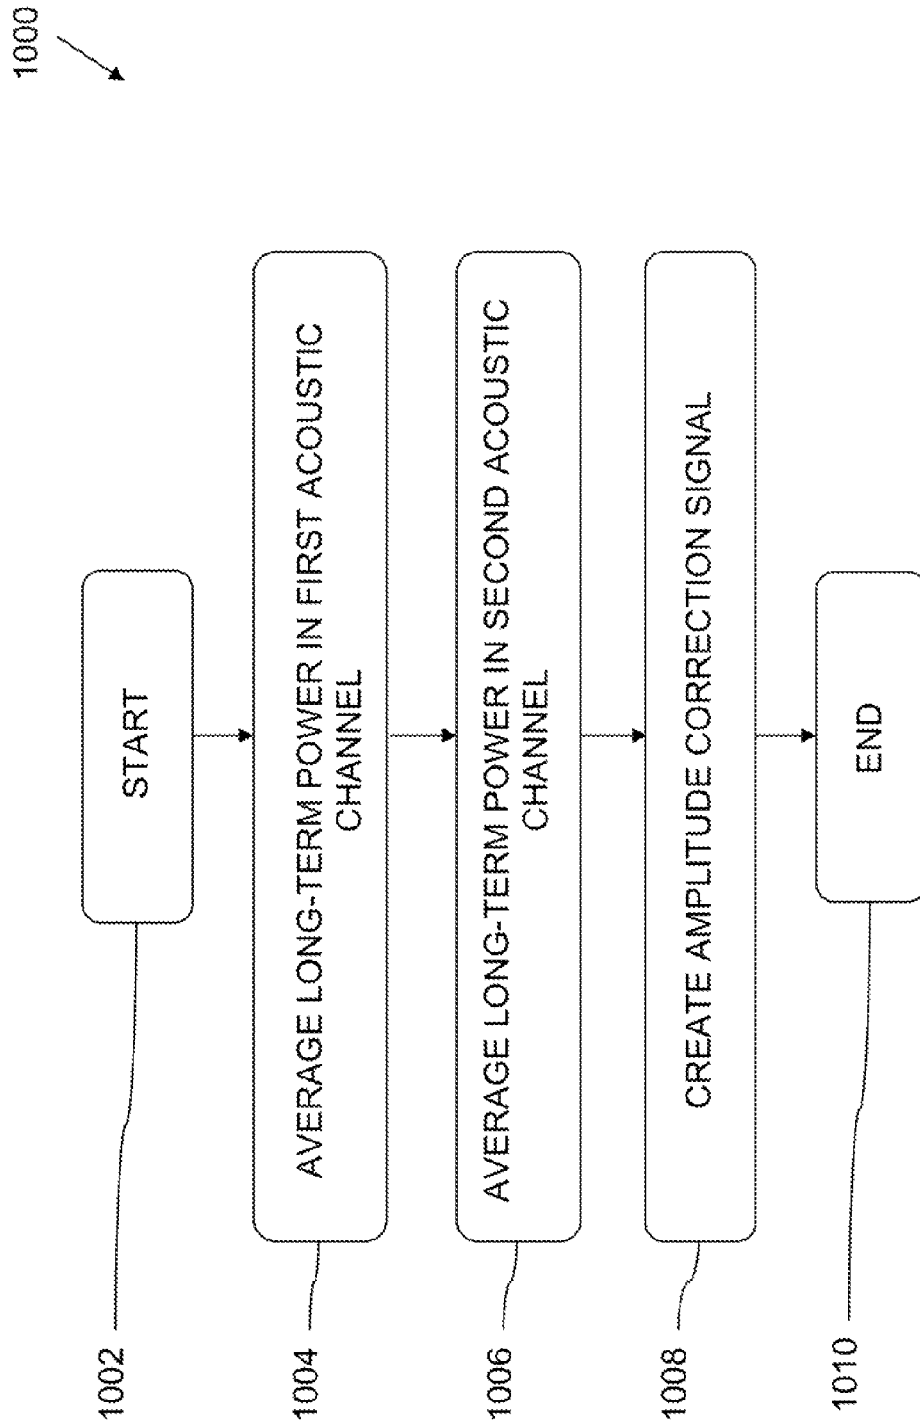 1000
1002
START
1004
AVERAGE LONG-TERM POWER IN FIRST ACOUSTIC
CHANNEL
1006
AVERAGE LONG-TERM POWER IN SECOND ACOUSTIC
CHANNEL
1008
CREATE AMPLITUDE CORRECTION SIGNAL
1010
END